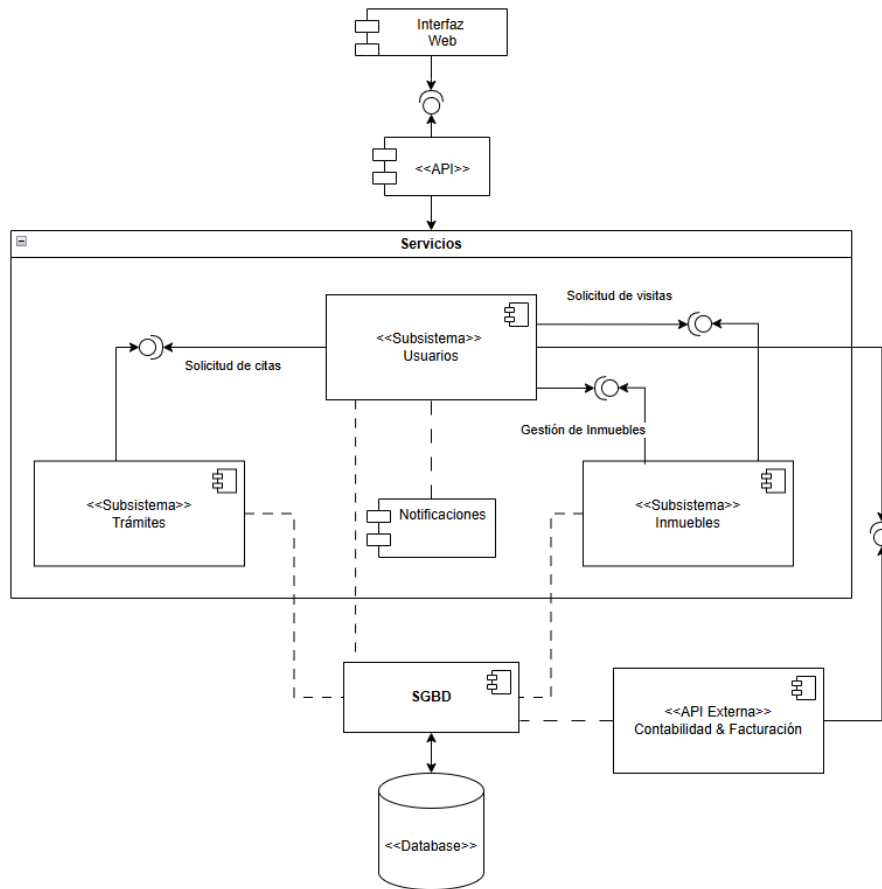 Interfaz
Web
<<API>>
Servicios
Solicitud de visitas
<<Subsistema>>
Usuarios
Solicitud de citas
Gestión de Inmuebles
<<Subsistema>>
Trámites
Notificaciones
<<Subsistema>>
Inmuebles
SGBD
<<API Externa>>
Contabilidad & Facturación
<<Database>>